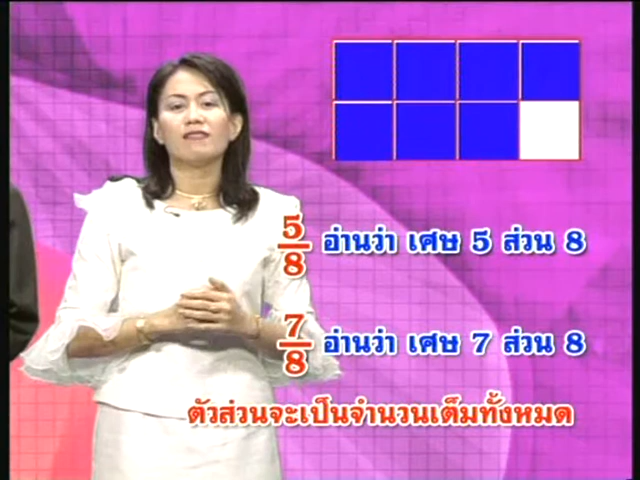 5/8 อ่านว่า เศษ 5 ส่วน 8
7/8 อ่านว่า เศษ 7 ส่วน 8
ตัวส่วนจะเป็นจำนวนเต็มทั้งหมด